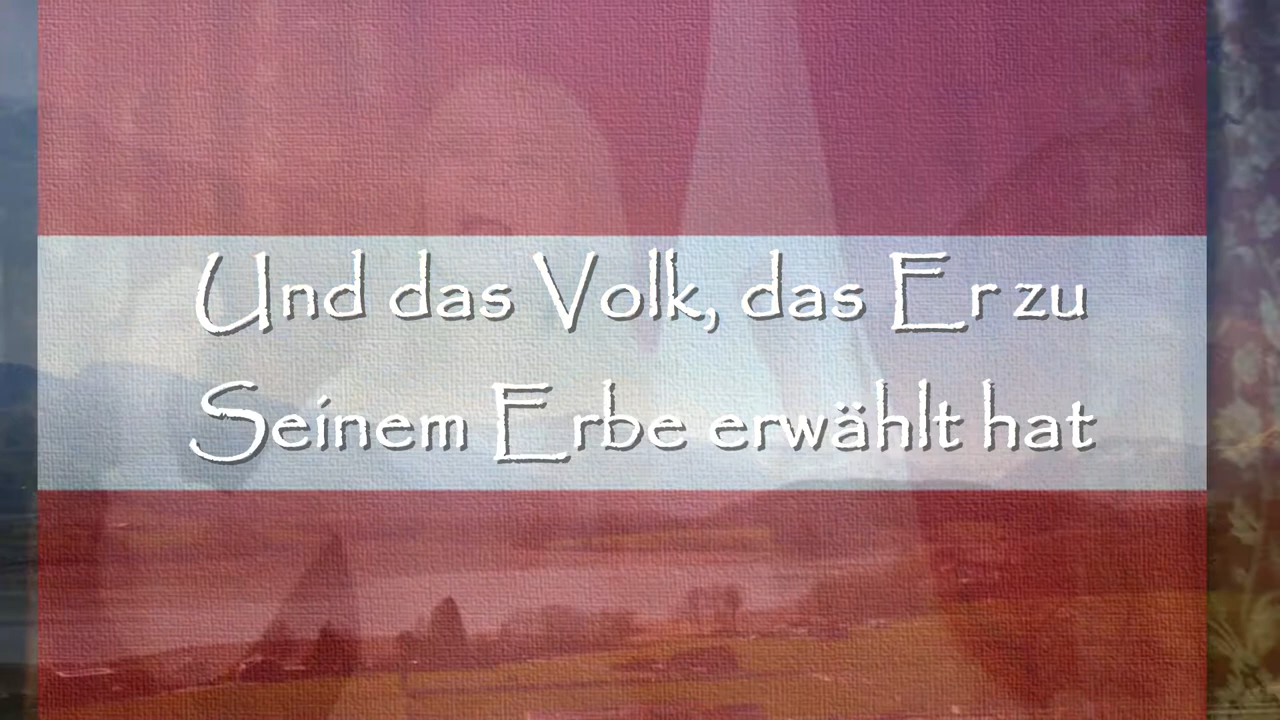 Und das Volk, das Er zu
Seinem Erbe erwählt hat